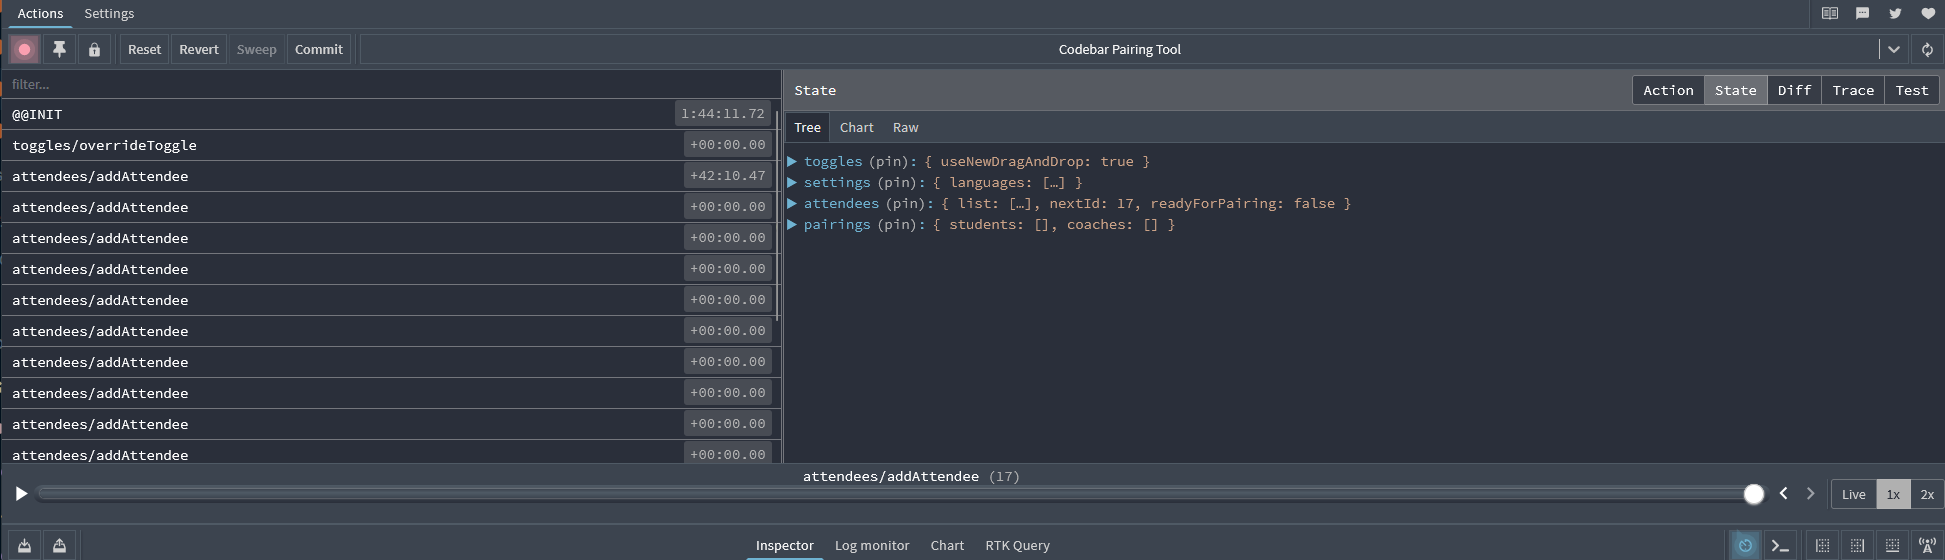 Actions Settings
Reset Revert Sweep Commit Codebar Pairing Tool
filter...
State Action State Diff Trace Test
@@INIT 1:44:11.72
Tree Chart Raw
toggles/overrideToggle +00:00.00
toggles (pin): { useNewDragAndDrop: true }
attendees/addAttendee +42:10.47
settings (pin): { languages: […] }
attendees/addAttendee +00:00.00
attendees (pin): { list: […], nextId: 17, readyForPairing: false }
attendees/addAttendee +00:00.00
pairings (pin): { students: [], coaches: [] }
attendees/addAttendee +00:00.00
attendees/addAttendee +00:00.00
attendees/addAttendee +00:00.00
attendees/addAttendee +00:00.00
attendees/addAttendee +00:00.00
attendees/addAttendee +00:00.00
attendees/addAttendee +00:00.00
attendees/addAttendee (17)
Live 1x 2x
Inspector Log monitor Chart RTK Query